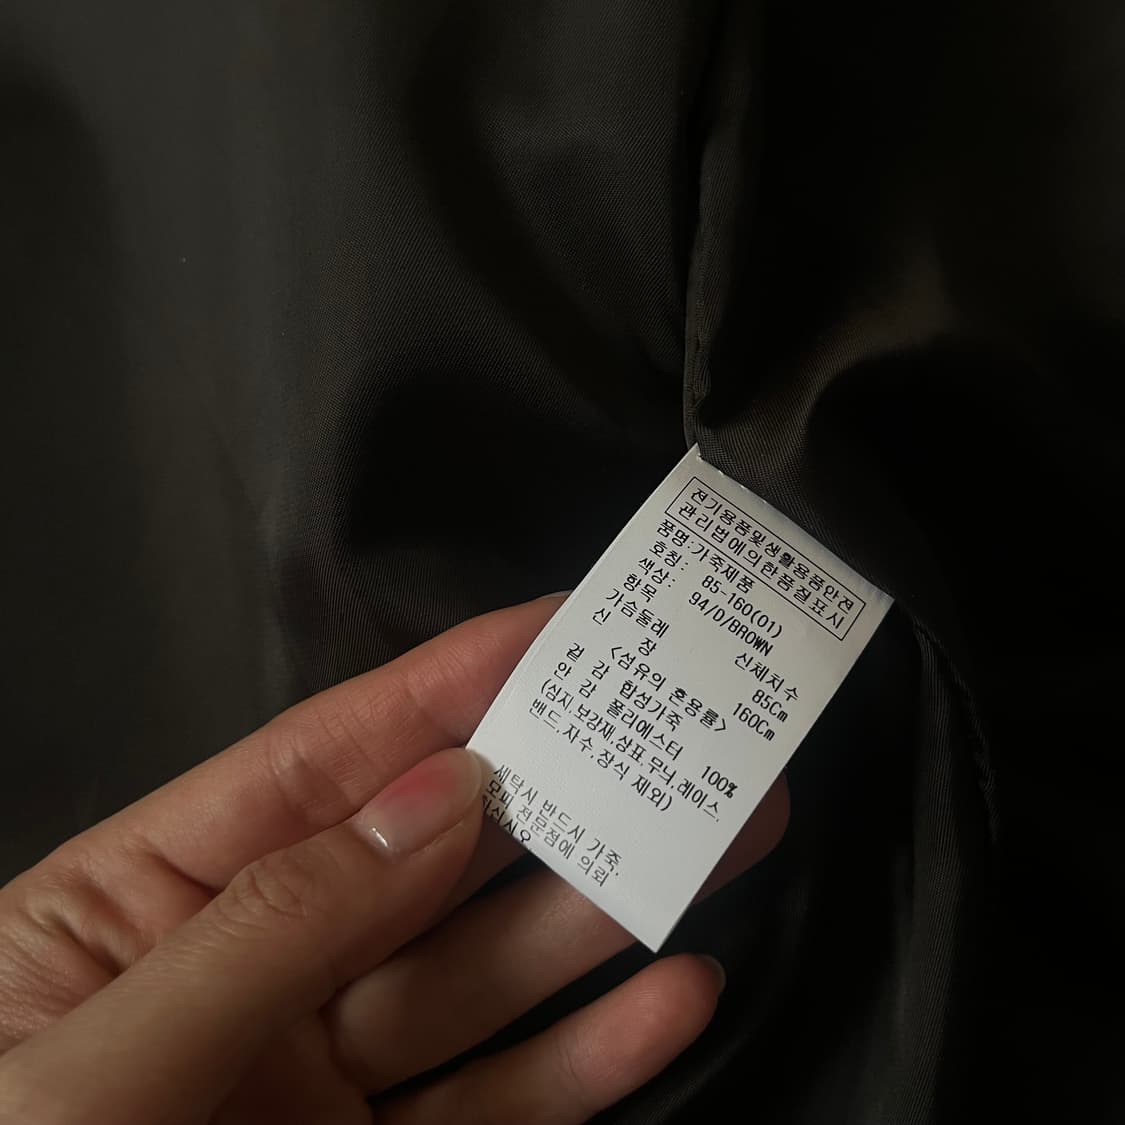 전기용품및생활용품안전
관리법에의한품질표시
품명:가죽제품
호칭: 85-160(01)
색상: 94/D/BROWN
항목 신체치수
가슴둘레 85Cm
신 장 160Cm
<섬유의 혼용률>
겉 감 합성가죽
안 감 폴리에스터 100%
(심지,보강재,상표,무늬,레이스,
밴드,자수,장식 제외)
세탁시 반드시 가죽,
모피 전문점에 의뢰
하십시오